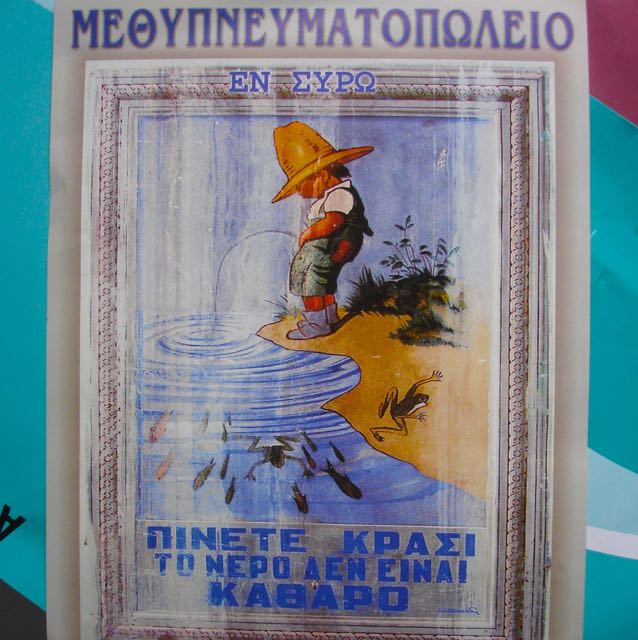 ΜΕΘΥΠΝΕΥΜΑΤΟΠΩΛΕΙΟ
ΕΝ ΣΥΡΩ
ΠΙΝΕΤΕ ΚΡΑΣΙ
ΤΟ ΝΕΡΟ ΔΕΝ ΕΙΝΑΙ
ΚΑΘΑΡΟ